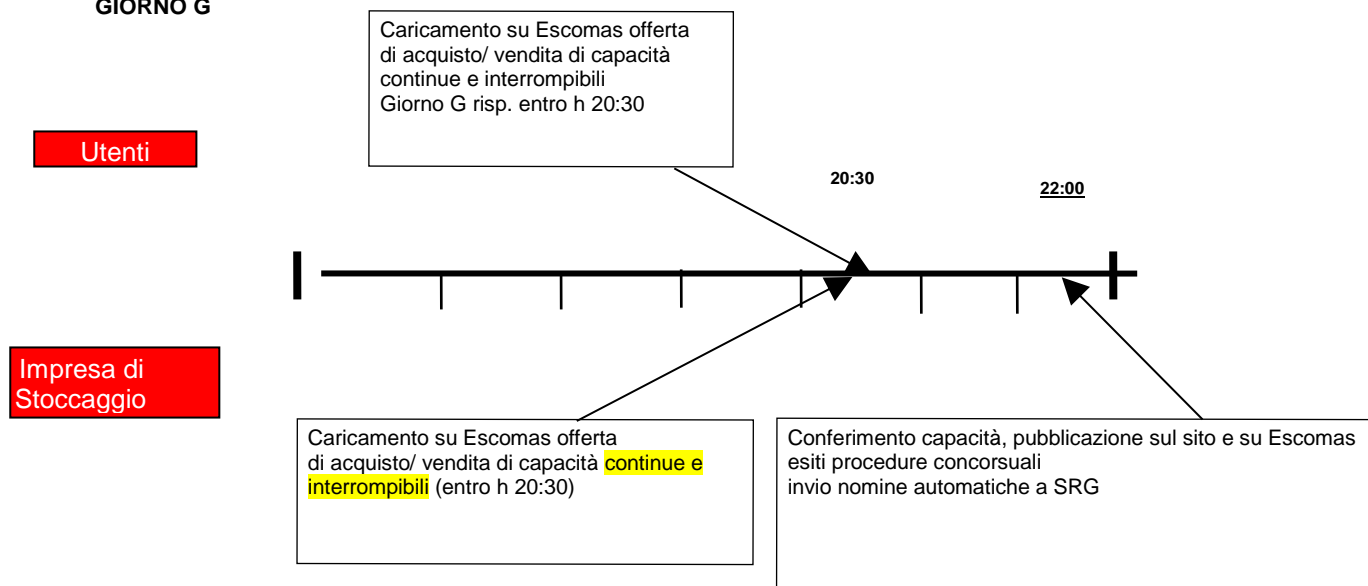 GIORNO G
Caricamento su Escomas offerta
di acquisto/ vendita di capacità
continue e interrompibili
Giorno G risp. entro h 20:30
Utenti
20:30
22:00
Impresa di
Stoccaggio
Caricamento su Escomas offerta
di acquisto/ vendita di capacità continue e
interrompibili (entro h 20:30)
Conferimento capacità, pubblicazione sul sito e su Escomas
esiti procedure concorsuali
invio nomine automatiche a SRG